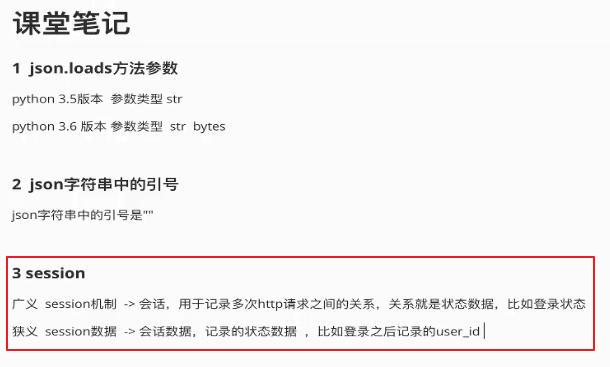 课堂笔记
1 json.loads方法参数
python 3.5版本 参数类型 str
python 3.6 版本 参数类型 str bytes
2 json字符串中的引号
json字符串中的引号是""
3 session
广义 session机制 -> 会话，用于记录多次http请求之间的关系，关系就是状态数据，比如登录状态
狭义 session数据 -> 会话数据，记录的状态数据 ，比如登录之后记录的user_id